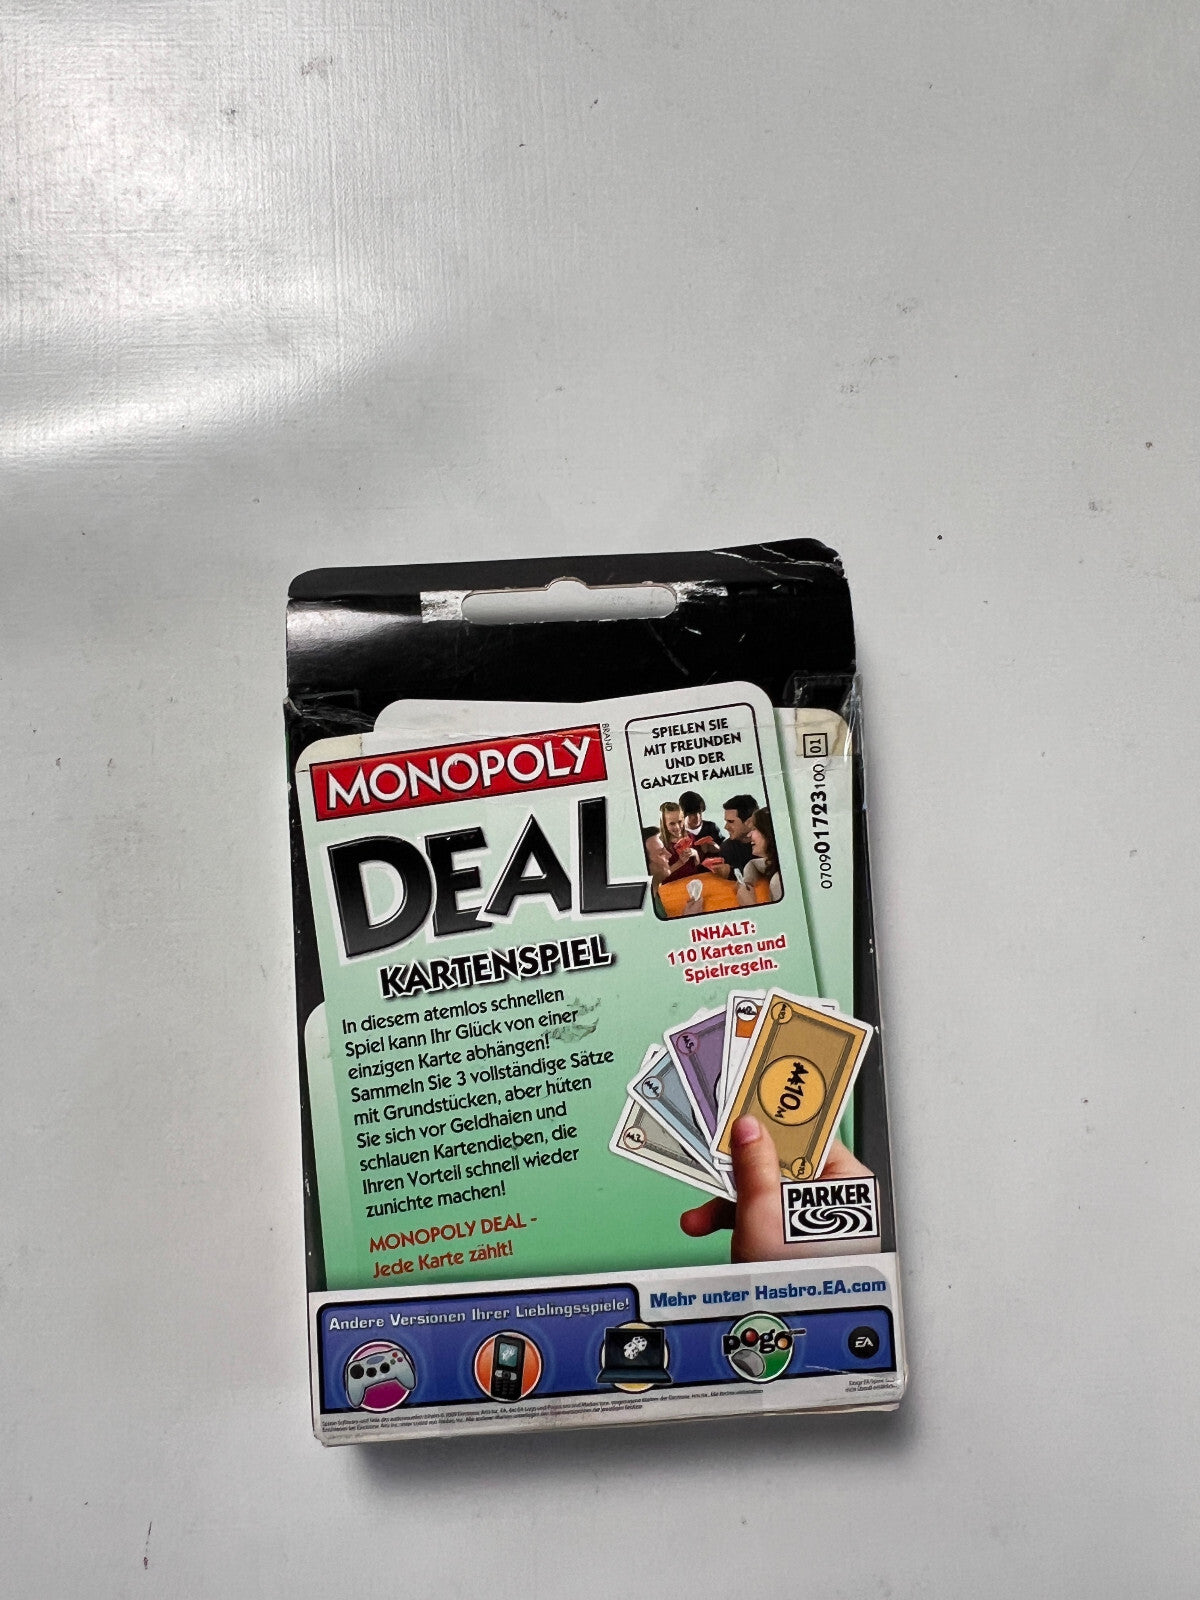 SPIELEN SIE
MIT FREUNDEN
UND DER
GANZEN FAMILIE
MONOPOLY
BRAND
DEAL
KARTENSPIEL
070901723100 01
INHALT:
110 Karten und
Spielregeln.
In diesem atemlos schnellen
Spiel kann Ihr Glück von einer
einzigen Karte abhängen!
Sammeln Sie 3 vollständige Sätze
mit Grundstücken, aber hüten
Sie sich vor Geldhaien und
schlauen Kartendieben, die
Ihren Vorteil schnell wieder
zunichte machen!
MONOPOLY DEAL -
Jede Karte zählt!
10M
PARKER
Andere Versionen Ihrer Lieblingsspiele!
Mehr unter Hasbro.EA.com
pogo
EA